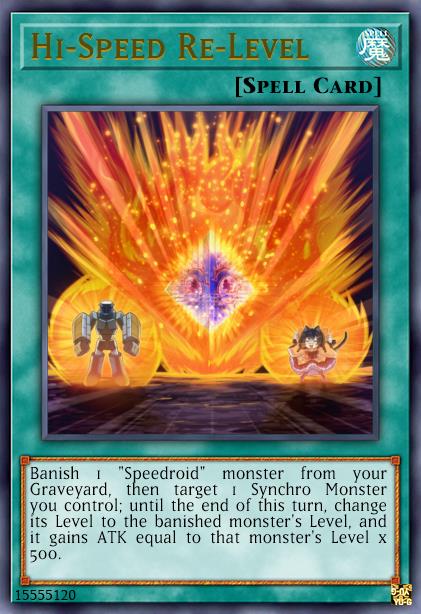 Hi-Speed Re-Level
[Spell Card]
Banish 1 "Speedroid" monster from your
Graveyard, then target 1 Synchro Monster
you control; until the end of this turn, change
its Level to the banished monster's Level, and
it gains ATK equal to that monster's Level x
500.
15555120